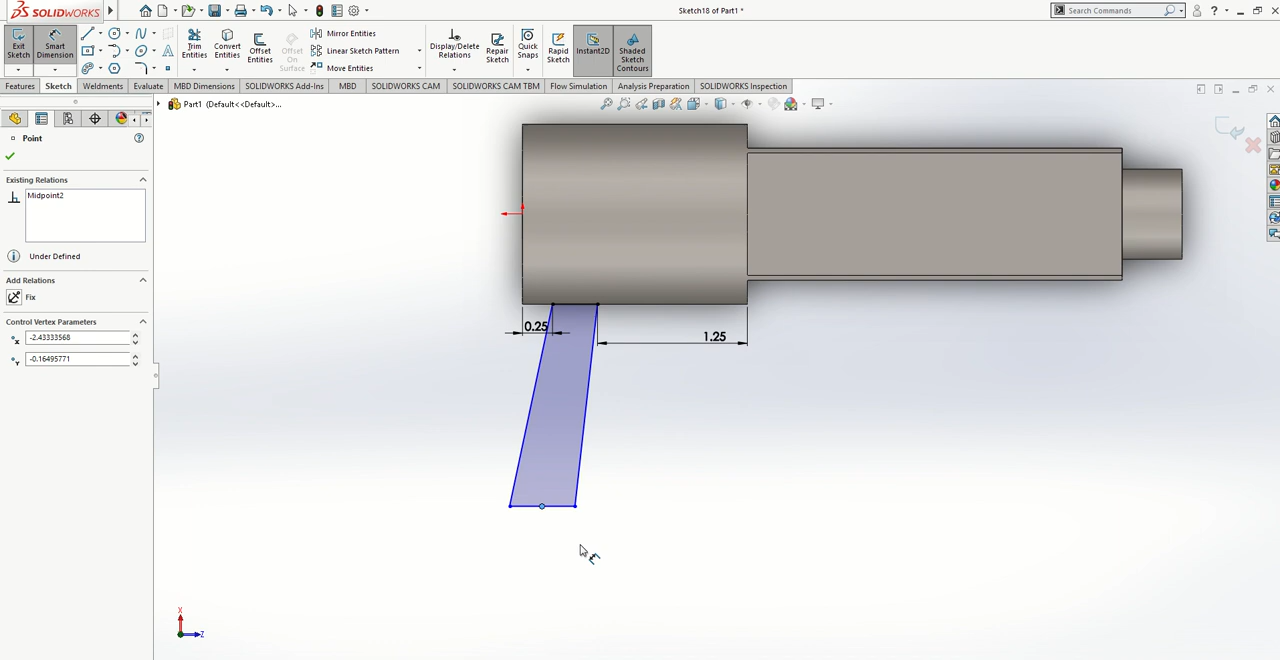 SOLIDWORKS
Sketch18 of Part1 *
Search Commands
?
Exit Sketch
Smart Dimension
Trim Entities
Convert Entities
Offset Entities
Offset On Surface
Mirror Entities
Linear Sketch Pattern
Move Entities
Display/Delete Relations
Repair Sketch
Quick Snaps
Rapid Sketch
Instant2D
Shaded Sketch Contours
Features
Sketch
Weldments
Evaluate
MBD Dimensions
SOLIDWORKS Add-Ins
MBD
SOLIDWORKS CAM
SOLIDWORKS CAM TBM
Flow Simulation
Analysis Preparation
SOLIDWORKS Inspection
Part1 (Default<<Default>...
Point
Existing Relations
Midpoint2
Under Defined
Add Relations
Fix
Control Vertex Parameters
X
-2.43333568
Y
-0.16495771
0.25
1.25
X
Z